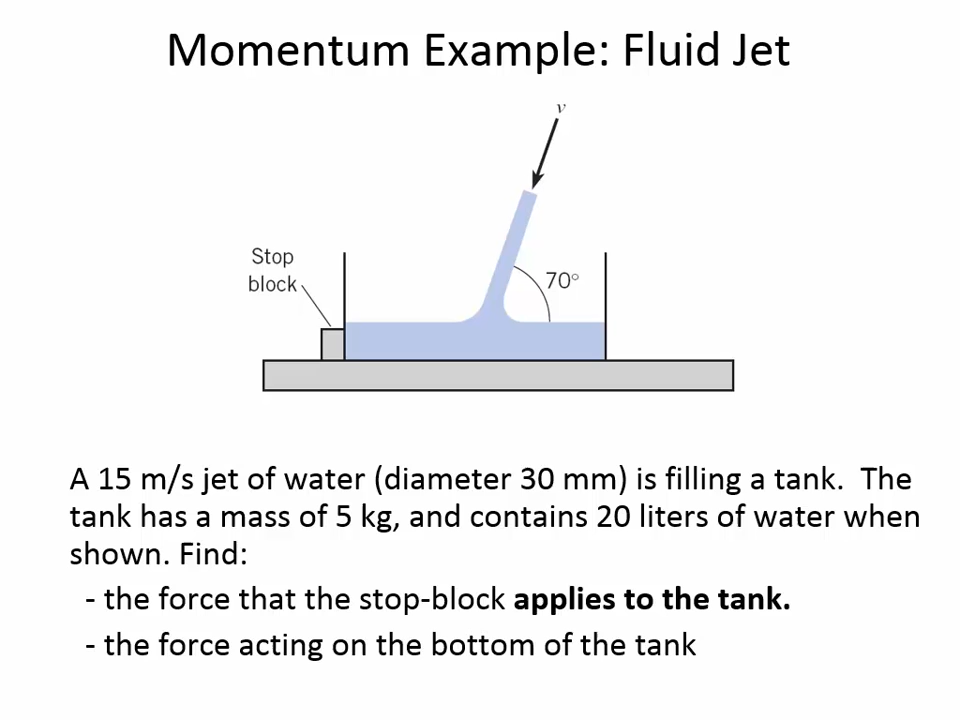 Momentum Example: Fluid Jet
v
Stop
block
70°
A 15 m/s jet of water (diameter 30 mm) is filling a tank.  The
tank has a mass of 5 kg, and contains 20 liters of water when
shown. Find:
- the force that the stop-block applies to the tank.
- the force acting on the bottom of the tank